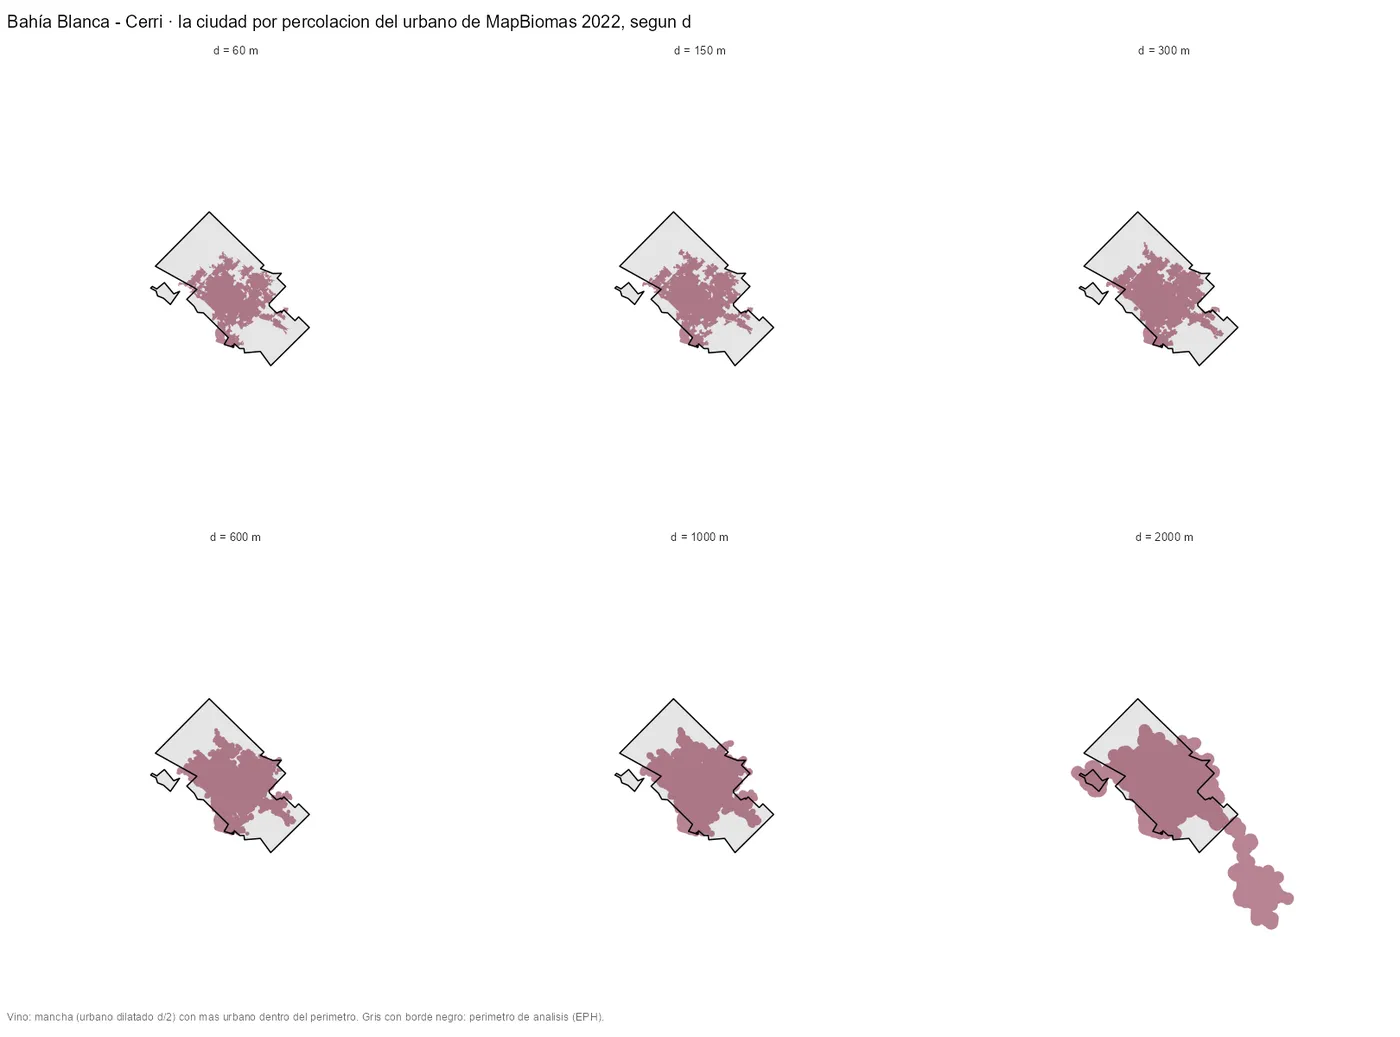 Bahía Blanca - Cerri · la ciudad por percolacion del urbano de MapBiomas 2022, segun d
d = 60 m
d = 150 m
d = 300 m
d = 600 m
d = 1000 m
d = 2000 m
Vino: mancha (urbano dilatado d/2) con mas urbano dentro del perimetro. Gris con borde negro: perimetro de analisis (EPH).